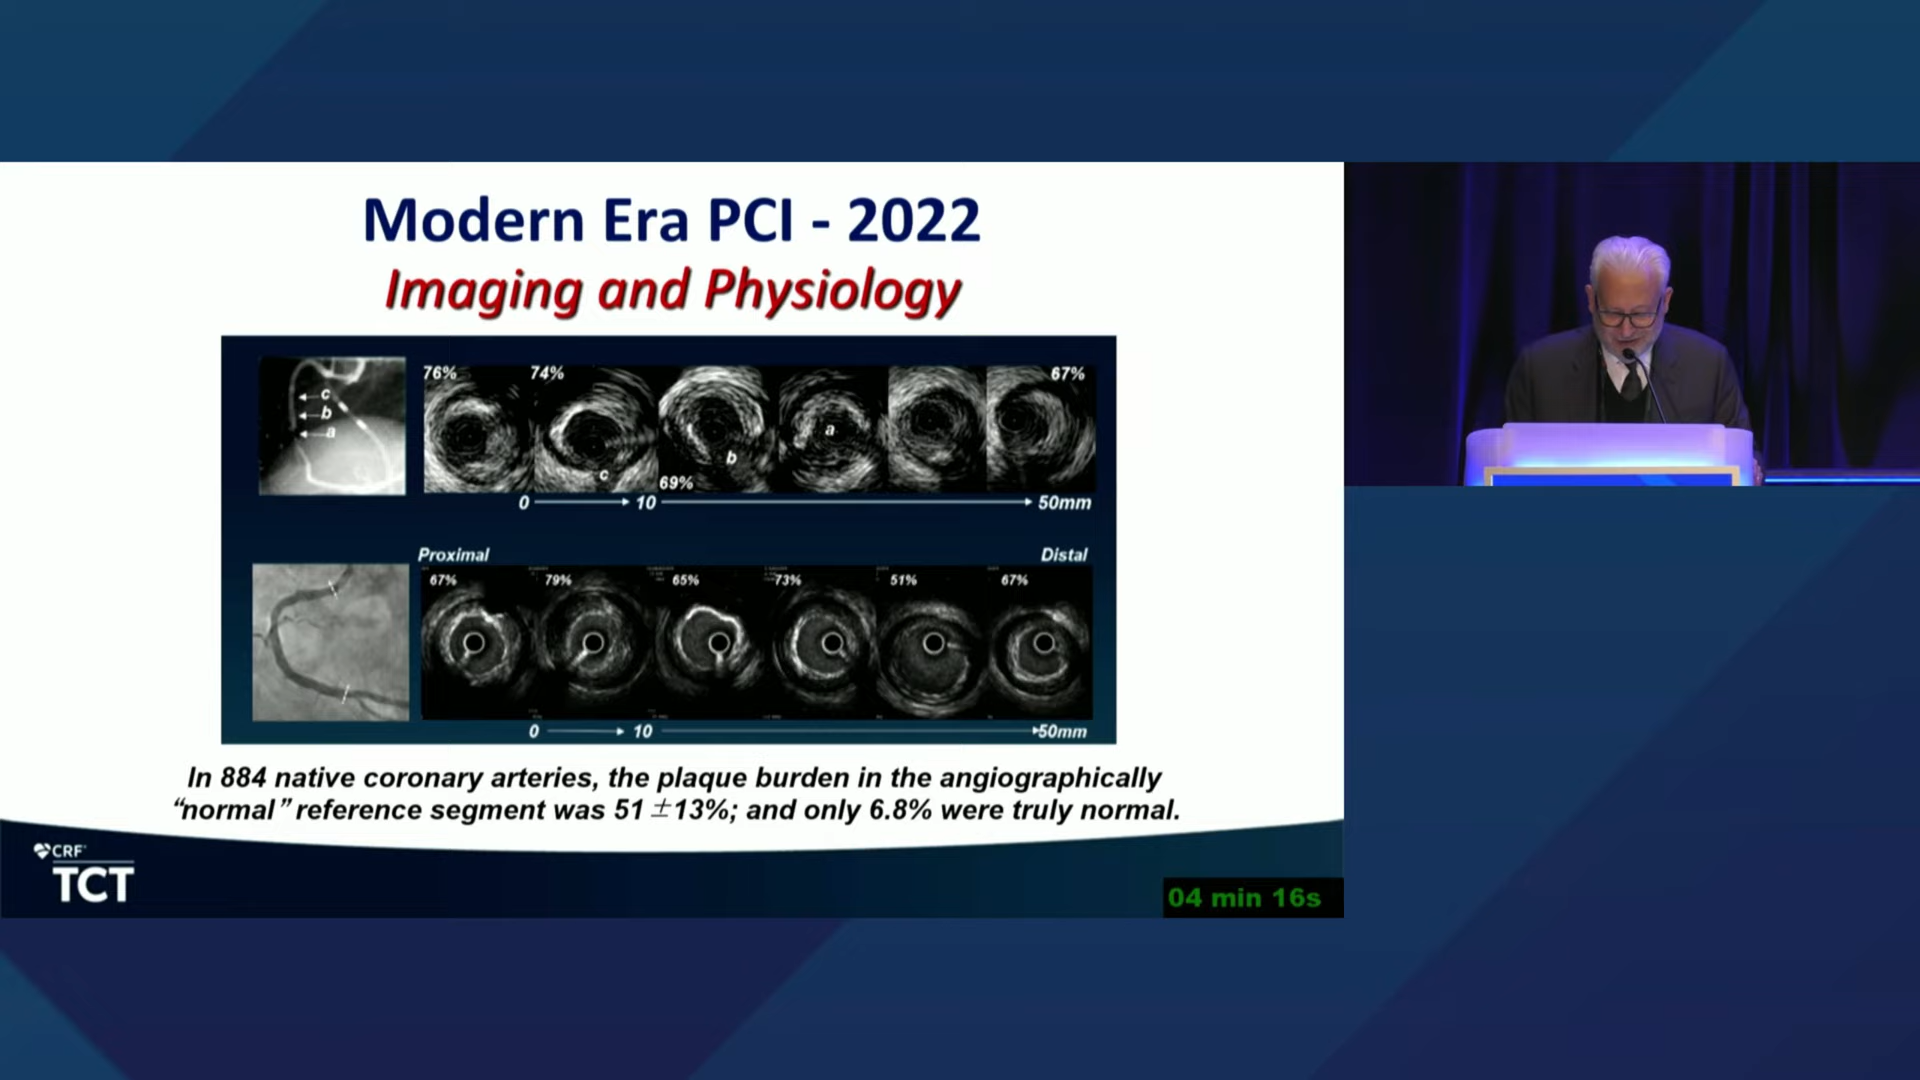 Modern Era PCI - 2022
Imaging and Physiology
c
b
a
76%
74%
67%
c
b
a
69%
0
10
50mm
Proximal
Distal
67%
79%
65%
73%
51%
67%
0
10
50mm
In 884 native coronary arteries, the plaque burden in the angiographically
“normal” reference segment was 51 ±13%; and only 6.8% were truly normal.
CRF
TCT
04 min 16s